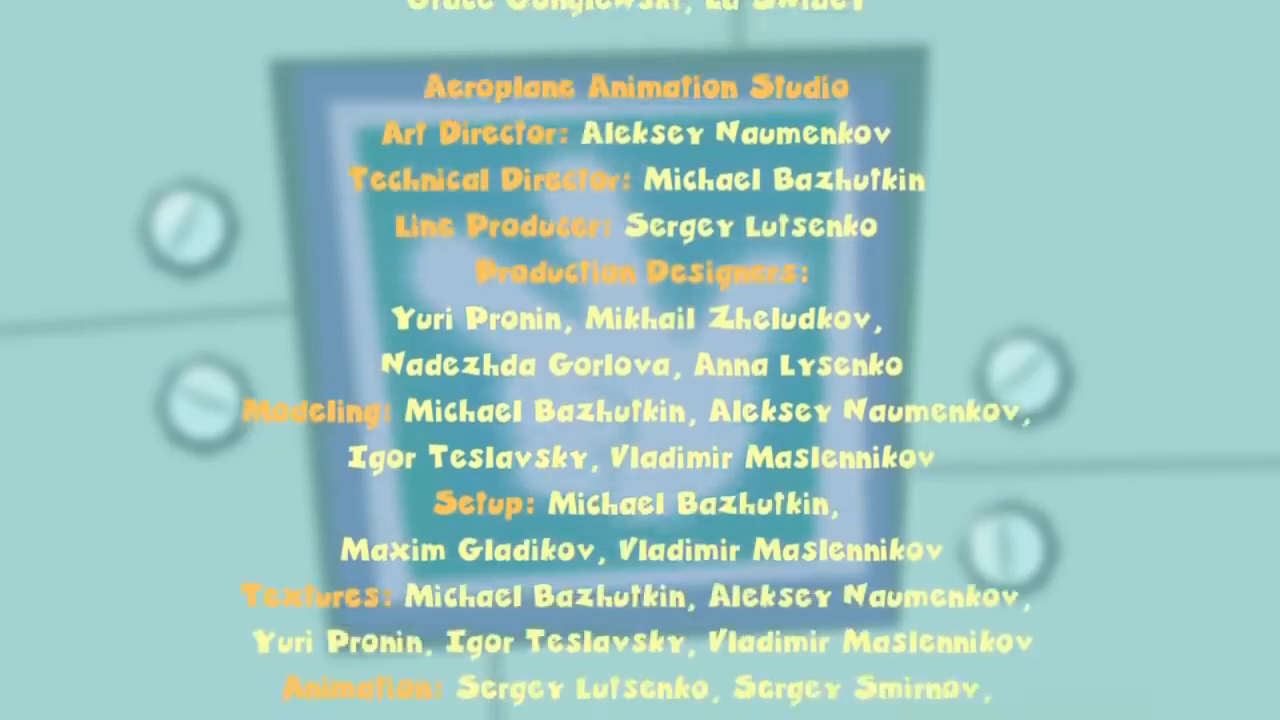 Aeroplane Animation Studio
Art Director: Aleksey Naumenkov
Technical Director: Michael Bazhutkin
Line Producer: Sergey Lutsenko
Production Designers:
Yuri Pronin, Mikhail Zheludkov,
Nadezhda Gorlova, Anna Lysenko
Modeling: Michael Bazhutkin, Aleksey Naumenkov,
Igor Teslavsky, Vladimir Maslennikov
Setup: Michael Bazhutkin,
Maxim Gladikov, Vladimir Maslennikov
Textures: Michael Bazhutkin, Aleksey Naumenkov,
Yuri Pronin, Igor Teslavsky, Vladimir Maslennikov
Animation: Sergey Lutsenko, Sergey Smirnov,